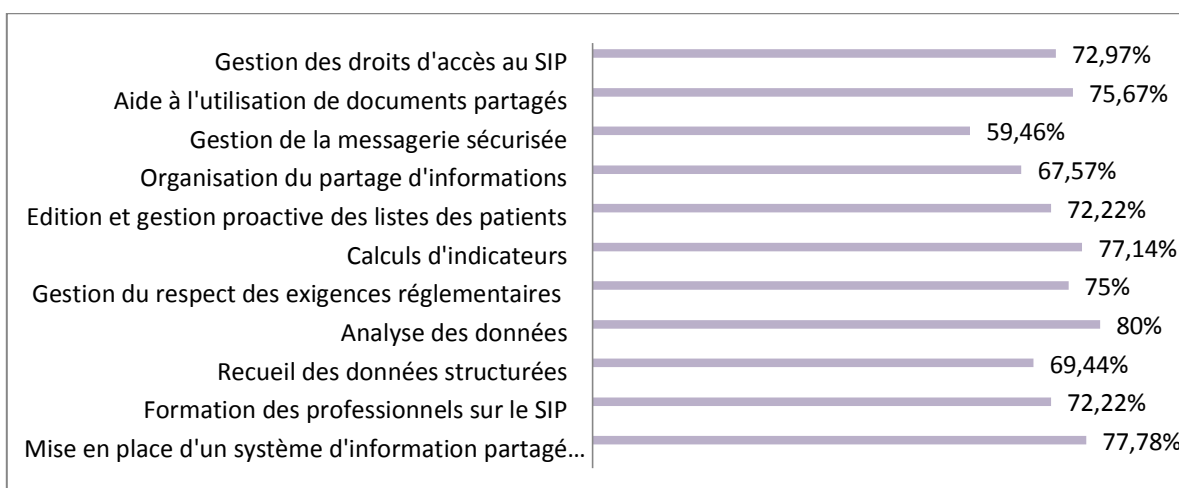 Gestion des droits d'accès au SIP 72,97%
Aide à l'utilisation de documents partagés 75,67%
Gestion de la messagerie sécurisée 59,46%
Organisation du partage d'informations 67,57%
Edition et gestion proactive des listes des patients 72,22%
Calculs d'indicateurs 77,14%
Gestion du respect des exigences réglementaires 75%
Analyse des données 80%
Recueil des données structurées 69,44%
Formation des professionnels sur le SIP 72,22%
Mise en place d'un système d'information partagé… 77,78%